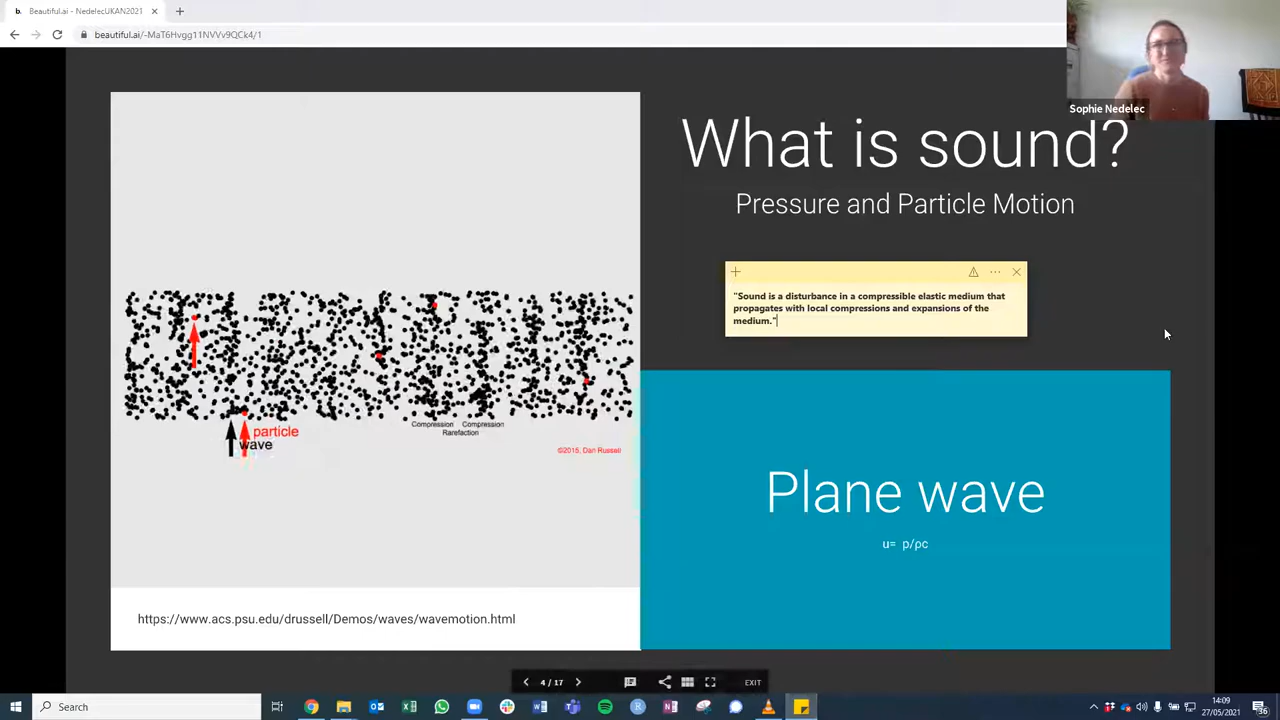 b. Beautiful.ai - NedelecUKAN2021
beautiful.ai/-MaT6Hvgg11NVVv9QCk4/1
Sophie Nedelec
What is sound?
Pressure and Particle Motion
"Sound is a disturbance in a compressible elastic medium that
propagates with local compressions and expansions of the
medium."
particle
wave
Compression Compression
Rarefaction
©2015, Dan Russell
Plane wave
u= p/ρc
https://www.acs.psu.edu/drussell/Demos/waves/wavemotion.html
4 / 17
EXIT
Search
14:09
27/05/2021
36